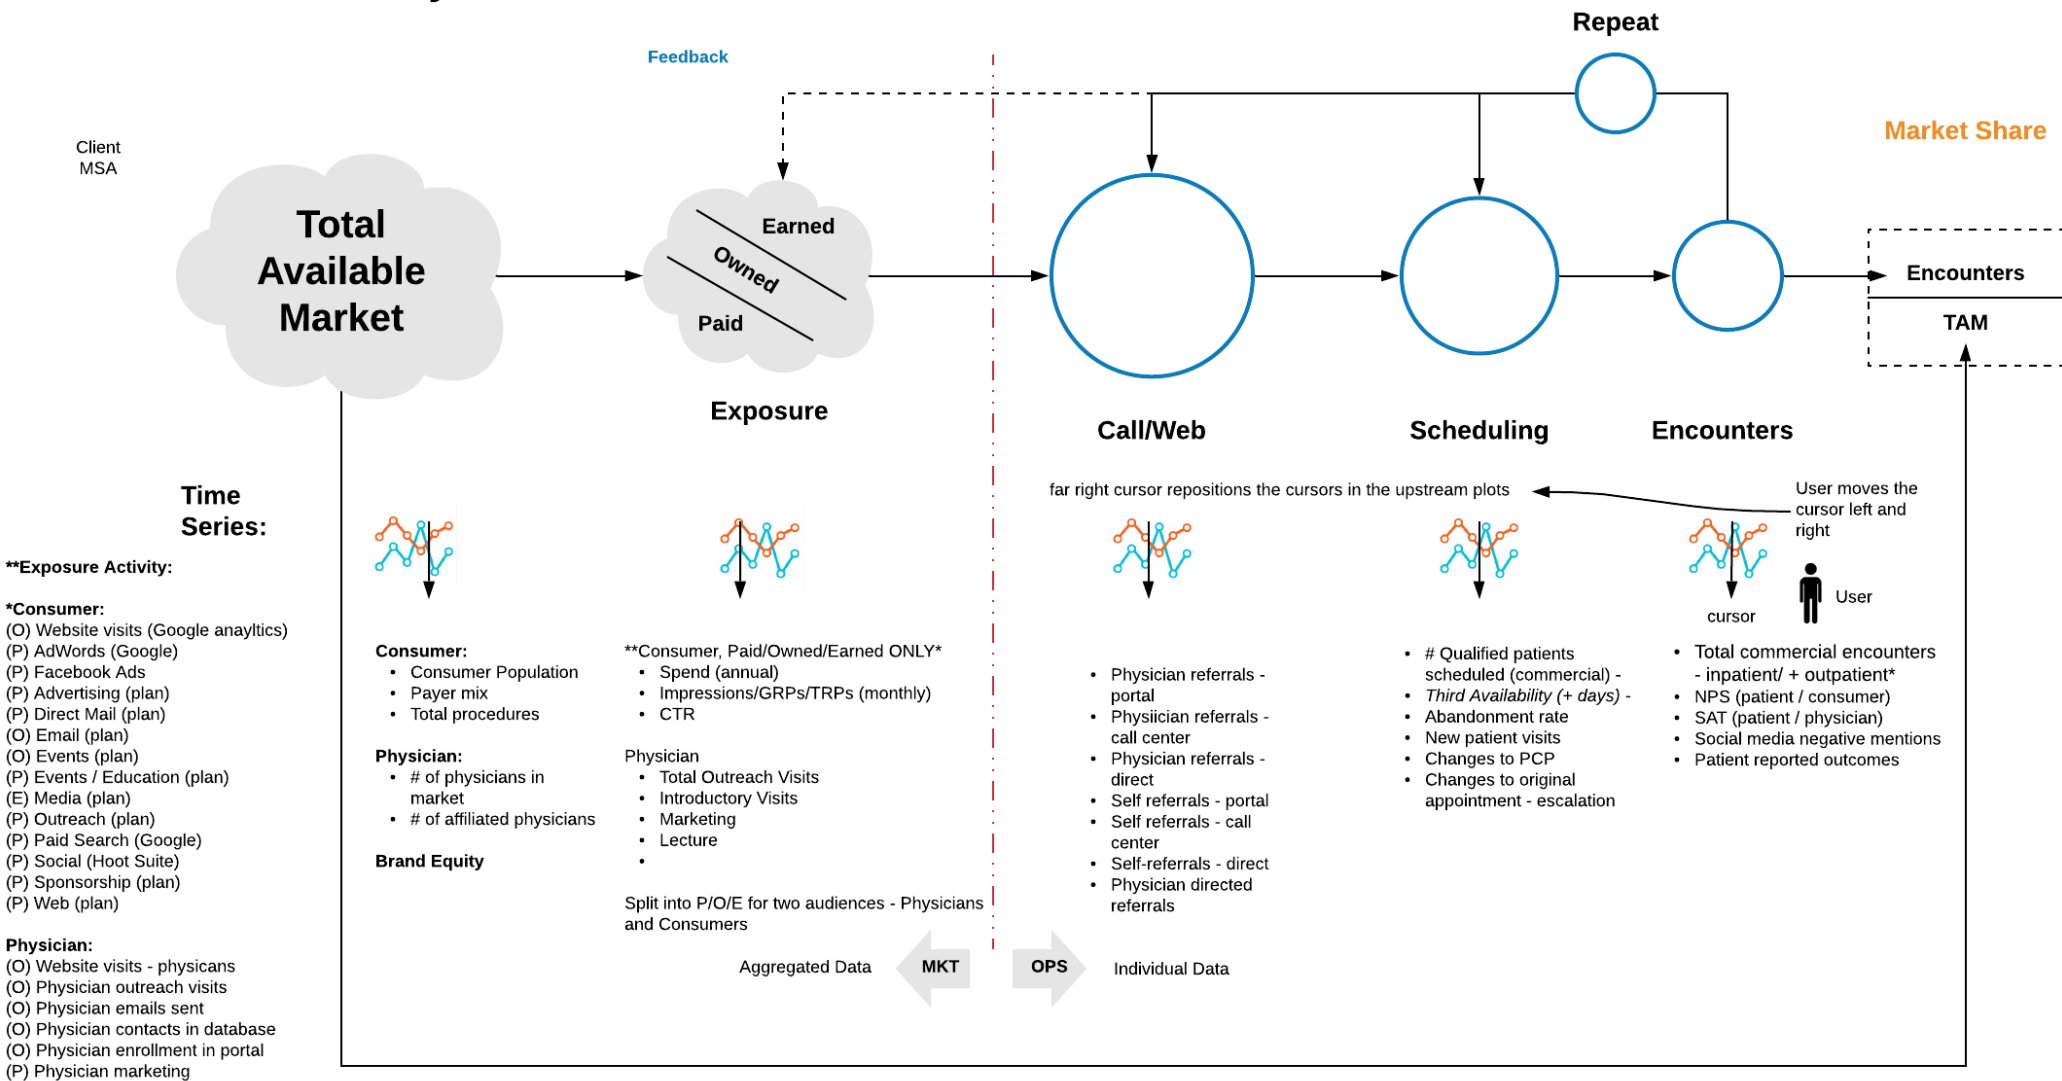 Repeat
Feedback
Market Share
Client
MSA
Total
Available
Market
Earned
Owned
Paid
Encounters
TAM
Exposure
Call/Web
Scheduling
Encounters
Time
Series:
far right cursor repositions the cursors in the upstream plots
User moves the
cursor left and
right
User
cursor
**Exposure Activity:
*Consumer:
(O) Website visits (Google anayltics)
(P) AdWords (Google)
(P) Facebook Ads
(P) Advertising (plan)
(P) Direct Mail (plan)
(O) Email (plan)
(O) Events (plan)
(P) Events / Education (plan)
(E) Media (plan)
(P) Outreach (plan)
(P) Paid Search (Google)
(P) Social (Hoot Suite)
(P) Sponsorship (plan)
(P) Web (plan)
Physician:
(O) Website visits - physicans
(O) Physician outreach visits
(O) Physician emails sent
(O) Physician contacts in database
(O) Physician enrollment in portal
(P) Physician marketing
Consumer:
• Consumer Population
• Payer mix
• Total procedures
Physician:
• # of physicians in
market
• # of affiliated physicians
Brand Equity
**Consumer, Paid/Owned/Earned ONLY*
• Spend (annual)
• Impressions/GRPs/TRPs (monthly)
• CTR
Physician
• Total Outreach Visits
• Introductory Visits
• Marketing
• Lecture
•
Split into P/O/E for two audiences - Physicians
and Consumers
• Physician referrals -
portal
• Physiician referrals -
call center
• Physician referrals -
direct
• Self referrals - portal
• Self referrals - call
center
• Self-referrals - direct
• Physician directed
referrals
• # Qualified patients
scheduled (commercial) -
• Third Availability (+ days) -
• Abandonment rate
• New patient visits
• Changes to PCP
• Changes to original
appointment - escalation
• Total commercial encounters
- inpatient/ + outpatient*
• NPS (patient / consumer)
• SAT (patient / physician)
• Social media negative mentions
• Patient reported outcomes
Aggregated Data
MKT
OPS
Individual Data